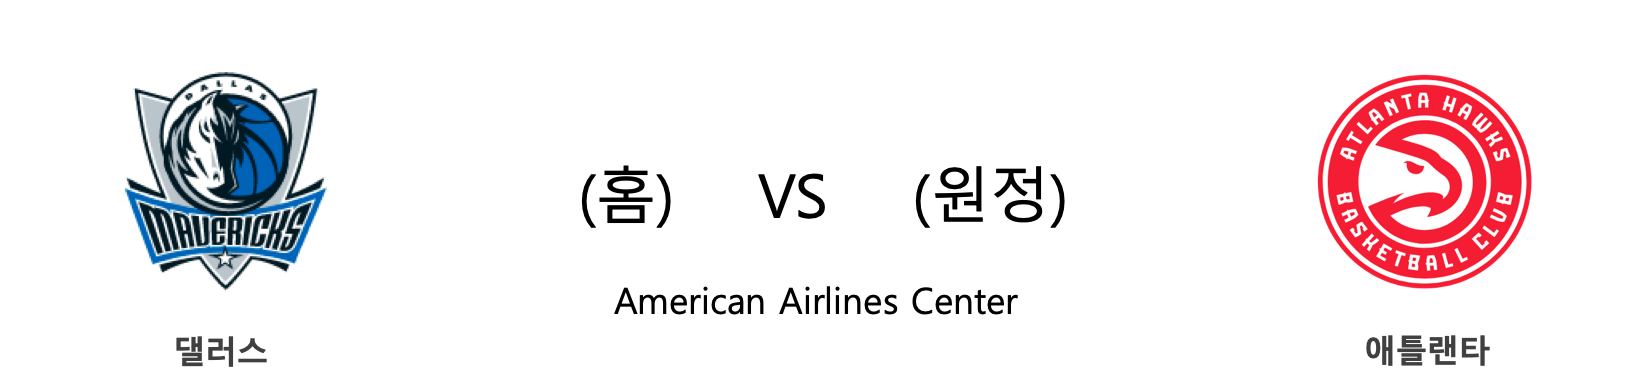 DALLAS
MAVERICKS
(홈) VS (원정)
ATLANTA HAWKS
BASKETBALL CLUB
American Airlines Center
댈러스
애틀랜타